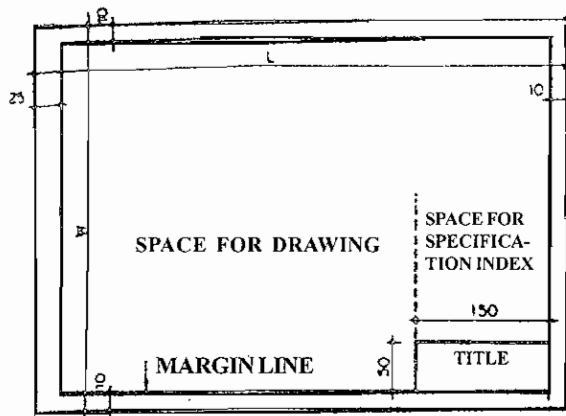 10
L
25
10
W
SPACE FOR DRAWING
SPACE FOR
SPECIFICA-
TION INDEX
150
50
TITLE
MARGIN LINE
10